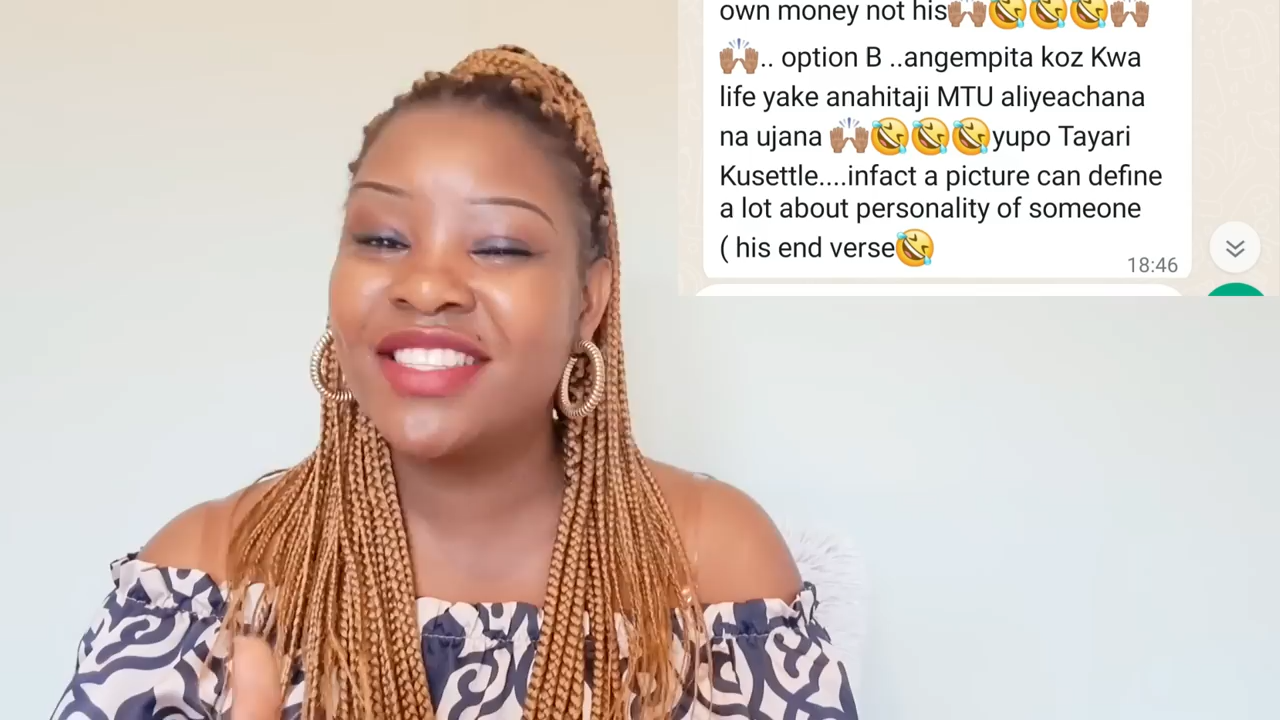 own money not his🙌🏽🤣🤣🤣🙌🏽
🙌🏽.. option B ..angempita koz Kwa
life yake anahitaji MTU aliyeachana
na ujana 🙌🏽🤣🤣🤣yupo Tayari
Kusettle....infact a picture can define
a lot about personality of someone
( his end verse🤣
18:46